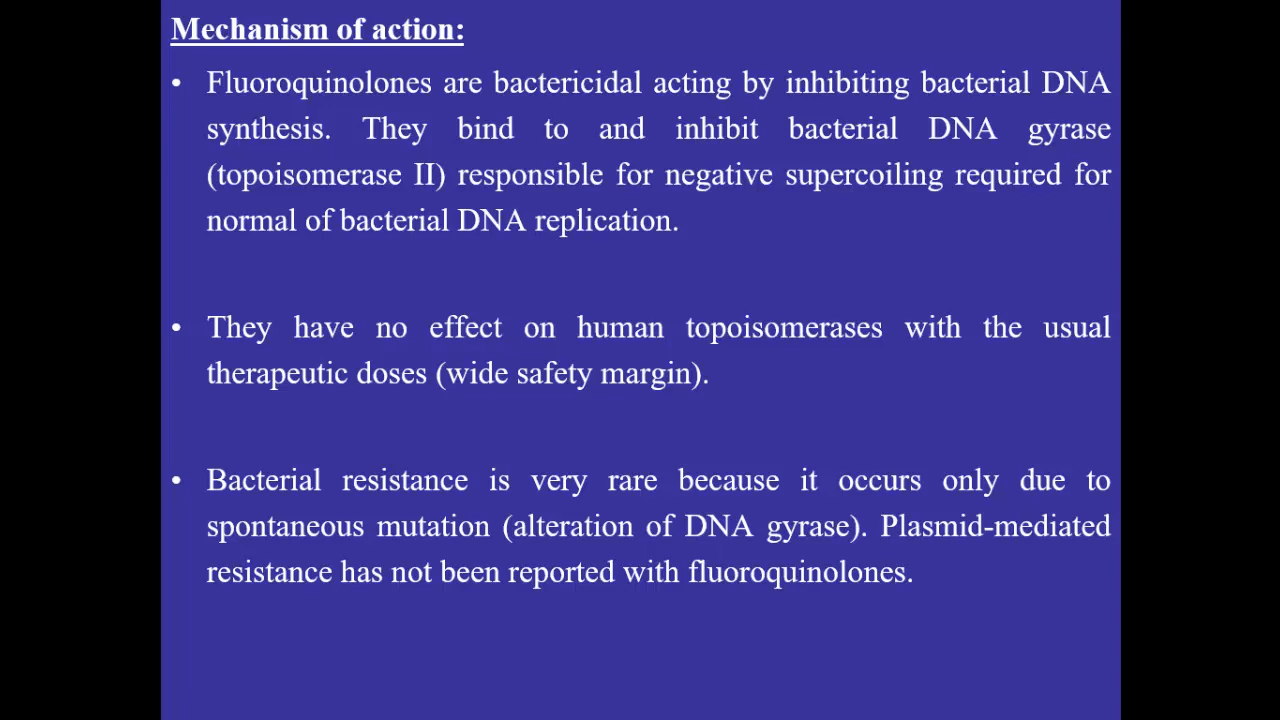 Mechanism of action:
• Fluoroquinolones are bactericidal acting by inhibiting bacterial DNA
synthesis. They bind to and inhibit bacterial DNA gyrase
(topoisomerase II) responsible for negative supercoiling required for
normal of bacterial DNA replication.
• They have no effect on human topoisomerases with the usual
therapeutic doses (wide safety margin).
• Bacterial resistance is very rare because it occurs only due to
spontaneous mutation (alteration of DNA gyrase). Plasmid-mediated
resistance has not been reported with fluoroquinolones.